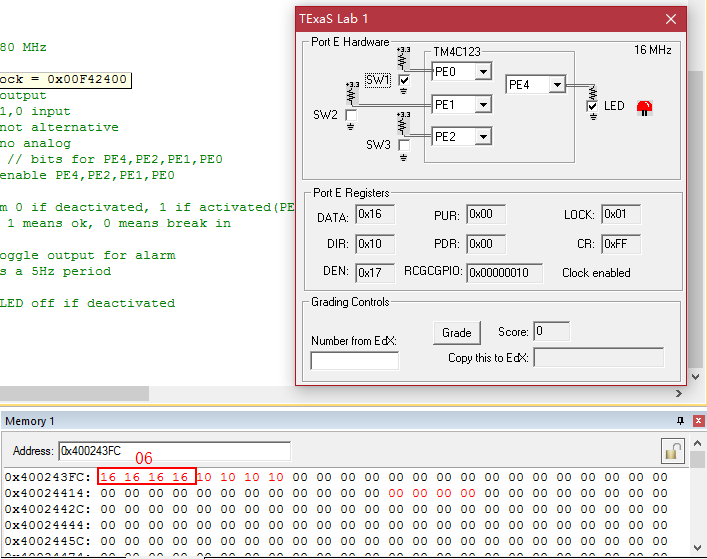 80 MHz
ock = 0x00F42400
output
1,0 input
not alternative
no analog
// bits for PE4,PE2,PE1,PE0
enable PE4,PE2,PE1,PE0
m 0 if deactivated, 1 if activated(PE
1 means ok, 0 means break in
oggle output for alarm
s a 5Hz period
LED off if deactivated
TExaS Lab 1
Port E Hardware
16 MHz
TM4C123
+3.3
SW1
PE0
PE4
+3.3
SW2
PE1
LED
+3.3
SW3
PE2
Port E Registers
DATA: 0x16 PUR: 0x00 LOCK: 0x01
DIR: 0x10 PDR: 0x00 CR: 0xFF
DEN: 0x17 RCGCGPIO: 0x00000010 Clock enabled
Grading Controls
Number from EdX:
Grade
Score: 0
Copy this to EdX:
Memory 1
Address: 0x400243FC
06
0x400243FC: 16 16 16 16 10 10 10 10 00 00 00 00 00 00 00 00 00 00 00 00 00 00 00 00
0x40024414: 00 00 00 00 00 00 00 00 00 00 00 00 00 00 00 00 00 00 00 00 00 00 00 00
0x4002442C: 00 00 00 00 00 00 00 00 00 00 00 00 00 00 00 00 00 00 00 00 00 00 00 00
0x40024444: 00 00 00 00 00 00 00 00 00 00 00 00 00 00 00 00 00 00 00 00 00 00 00 00
0x4002445C: 00 00 00 00 00 00 00 00 00 00 00 00 00 00 00 00 00 00 00 00 00 00 00 00